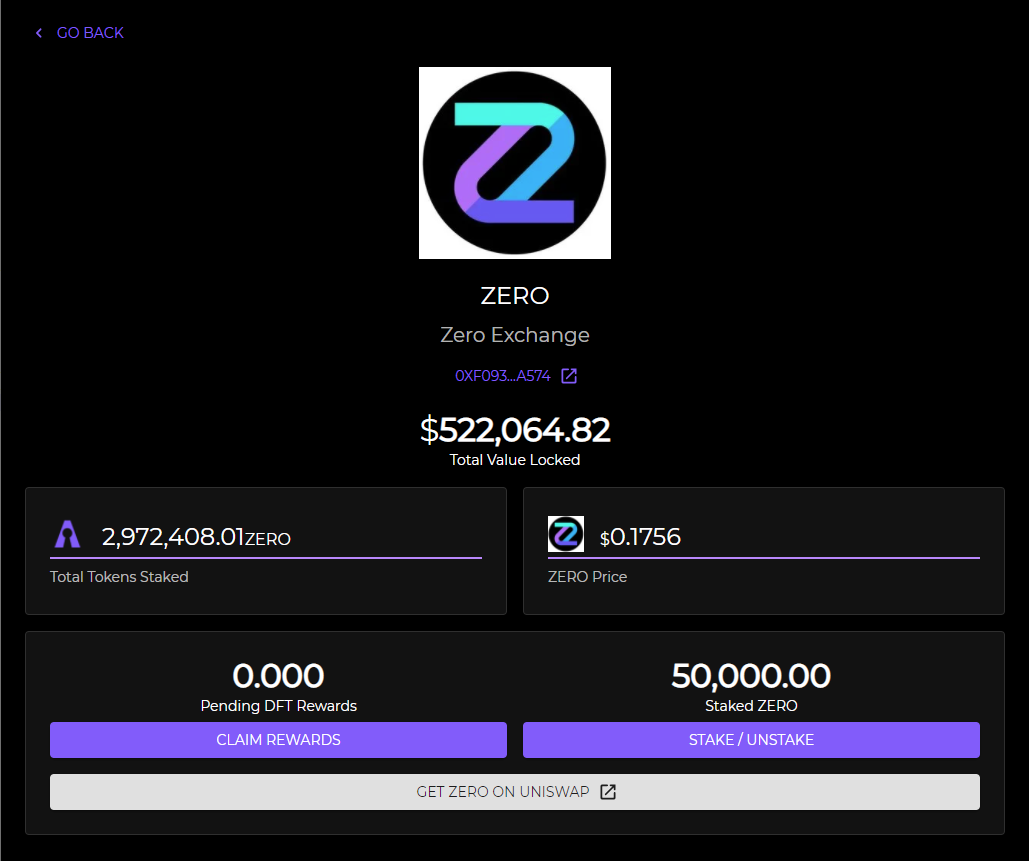 GO BACK
ZERO
Zero Exchange
0XF093...A574
$522,064.82
Total Value Locked
2,972,408.01ZERO
Total Tokens Staked
$0.1756
ZERO Price
0.000
Pending DFT Rewards
CLAIM REWARDS
50,000.00
Staked ZERO
STAKE / UNSTAKE
GET ZERO ON UNISWAP